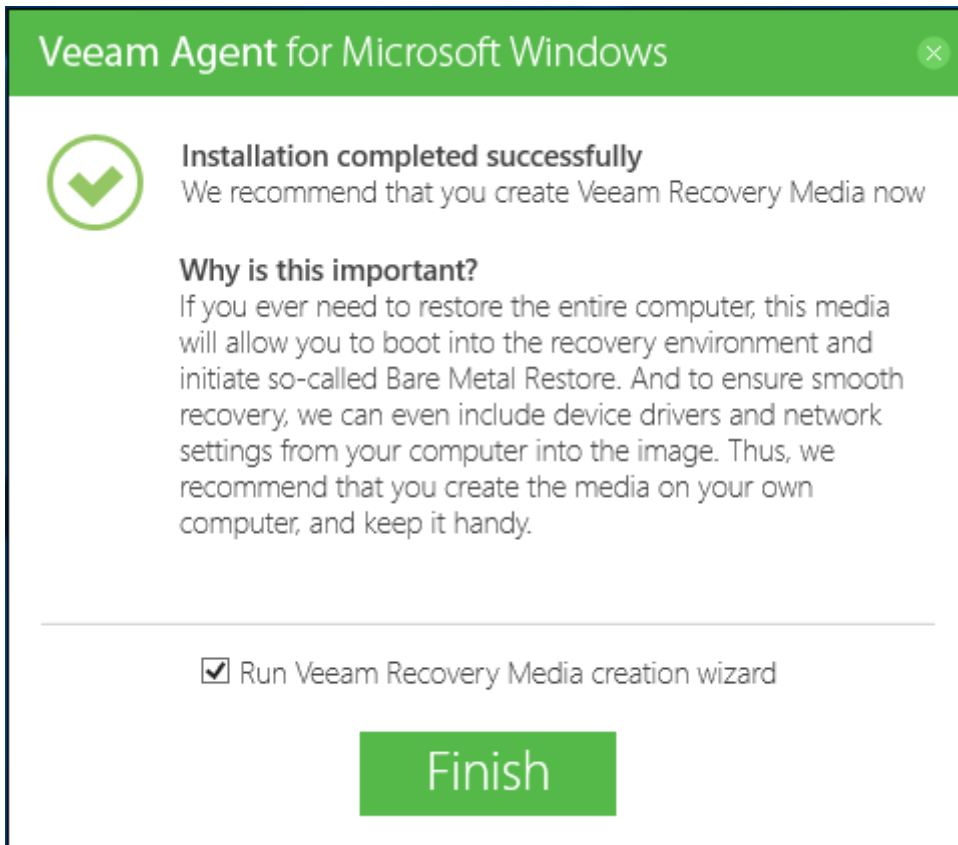 Veeam Agent for Microsoft Windows
Installation completed successfully
We recommend that you create Veeam Recovery Media now
Why is this important?
If you ever need to restore the entire computer, this media
will allow you to boot into the recovery environment and
initiate so-called Bare Metal Restore. And to ensure smooth
recovery, we can even include device drivers and network
settings from your computer into the image. Thus, we
recommend that you create the media on your own
computer, and keep it handy.
Run Veeam Recovery Media creation wizard
Finish